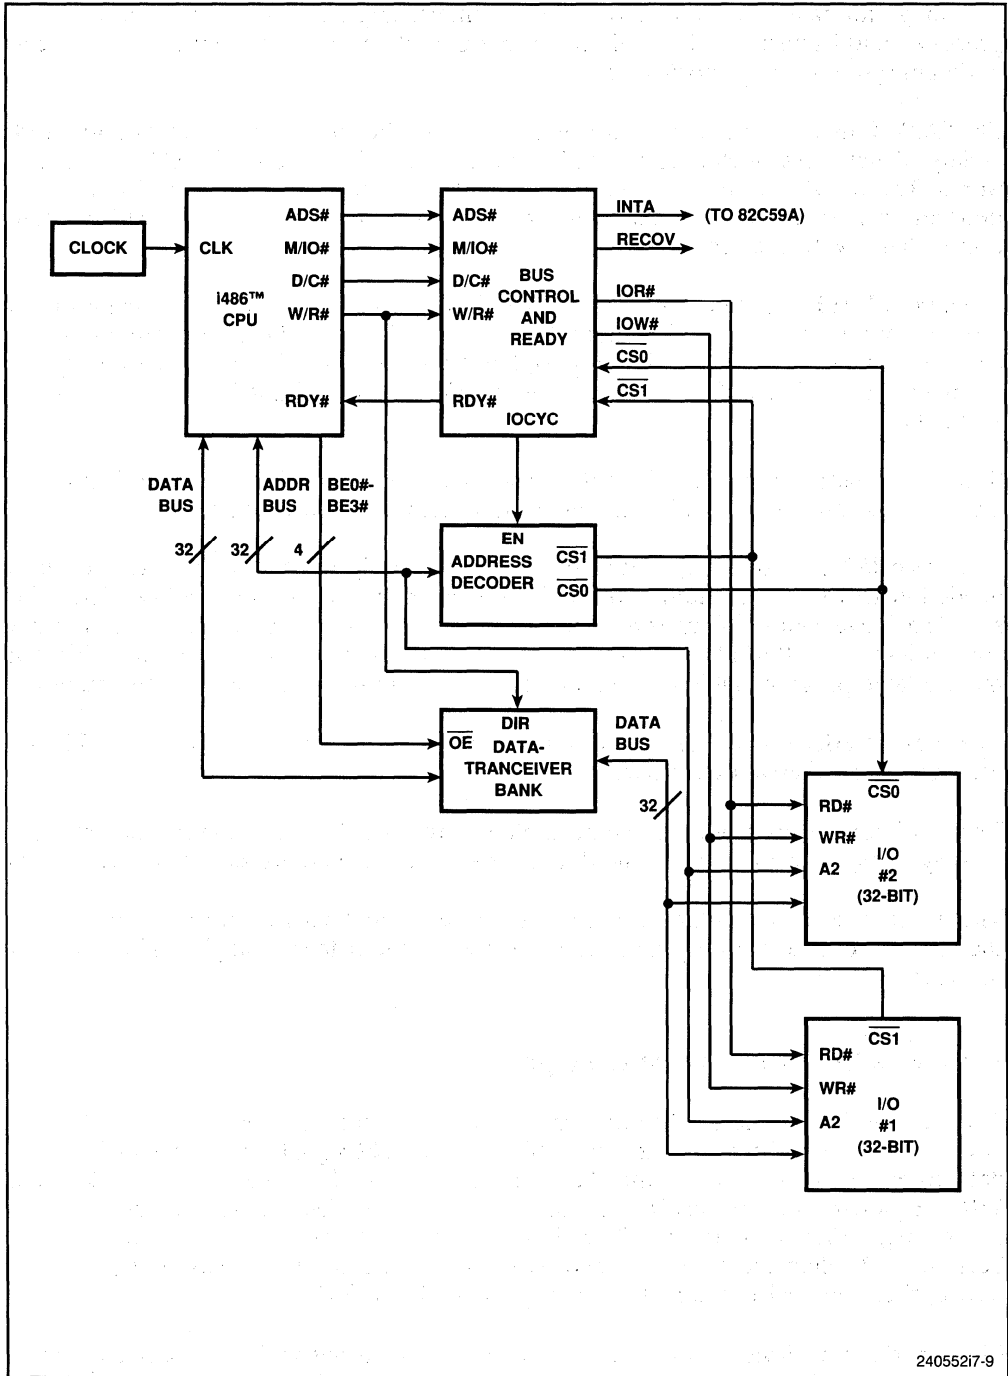 CLOCK
CLK
i486™
CPU
ADS#
M/IO#
D/C#
W/R#
RDY#
ADS#
M/IO#
D/C#
W/R#
RDY#
BUS
CONTROL
AND
READY
IOCYC
INTA
(TO 82C59A)
RECOV
IOR#
IOW#
CS0
CS1
DATA
BUS
ADDR
BUS
BE0#-
BE3#
32
32
4
EN
ADDRESS
DECODER
CS1
CS0
DIR
OE
DATA-
TRANCEIVER
BANK
DATA
BUS
32
CS0
RD#
WR#
A2
I/O
#2
(32-BIT)
CS1
RD#
WR#
A2
I/O
#1
(32-BIT)
240552i7-9